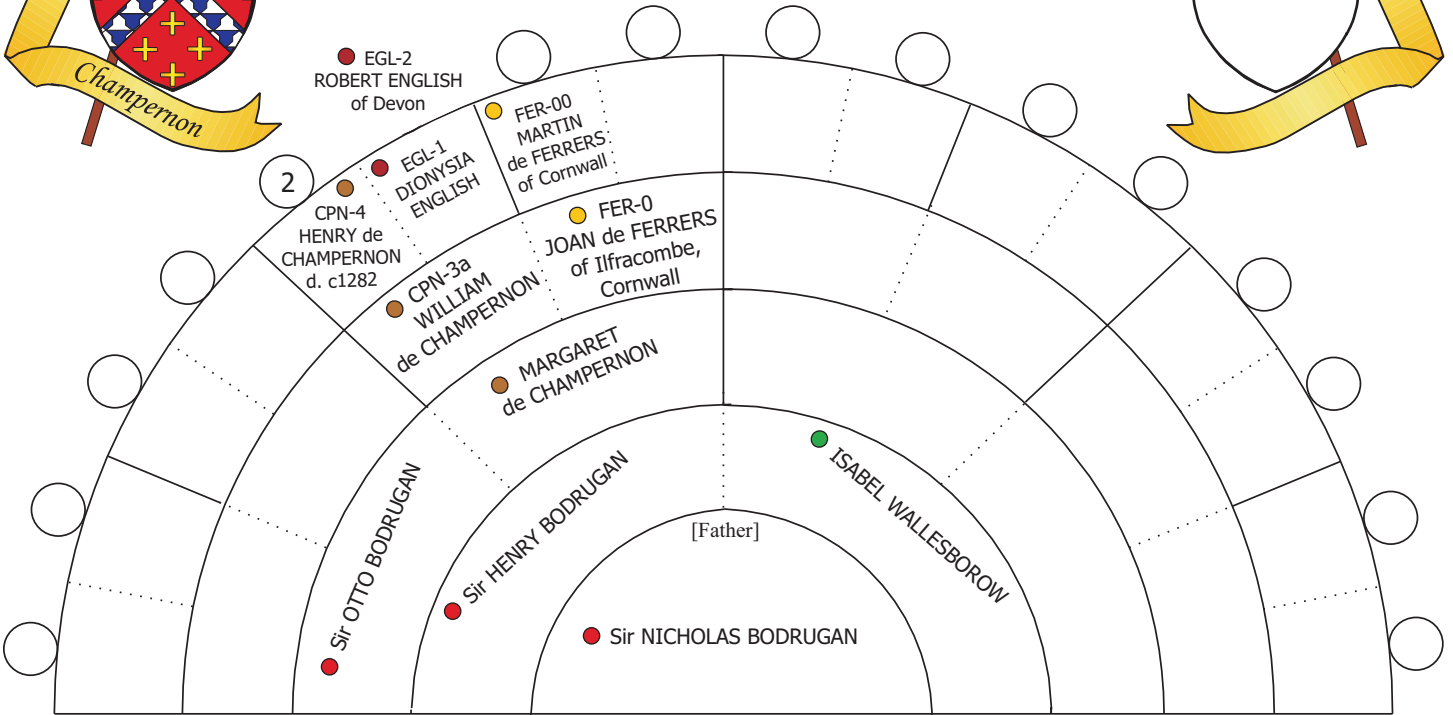 Champernon
EGL-2
ROBERT ENGLISH
of Devon
FER-00
MARTIN
de FERRERS
of Cornwall
EGL-1
DIONYSIA
ENGLISH
2
CPN-4
HENRY de
CHAMPERNON
d. c1282
FER-0
JOAN de FERRERS
of Ilfracombe,
Cornwall
CPN-3a
WILLIAM
de CHAMPERNON
MARGARET
de CHAMPERNON
Sir OTTO BODRUGAN
Sir HENRY BODRUGAN
ISABEL WALLESBOROW
[Father]
Sir NICHOLAS BODRUGAN